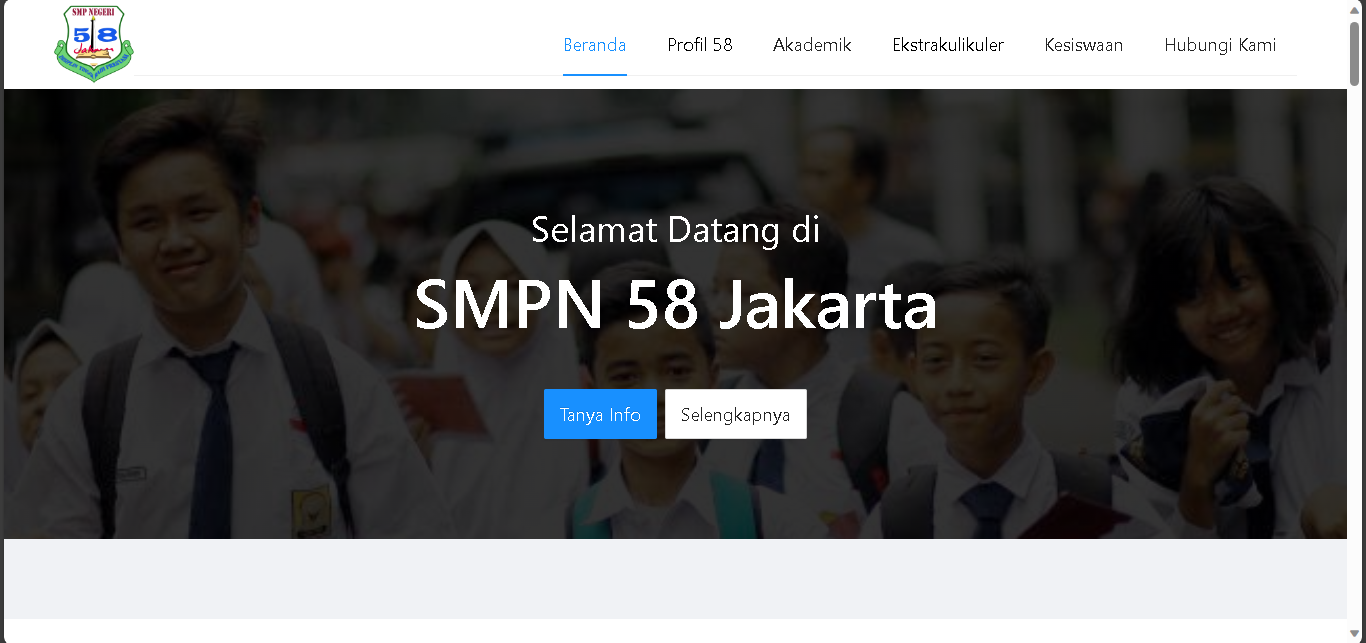 SMP NEGERI
58
Jakarta
Beranda
Profil 58
Akademik
Ekstrakulikuler
Kesiswaan
Hubungi Kami
Selamat Datang di
SMPN 58 Jakarta
Tanya Info
Selengkapnya